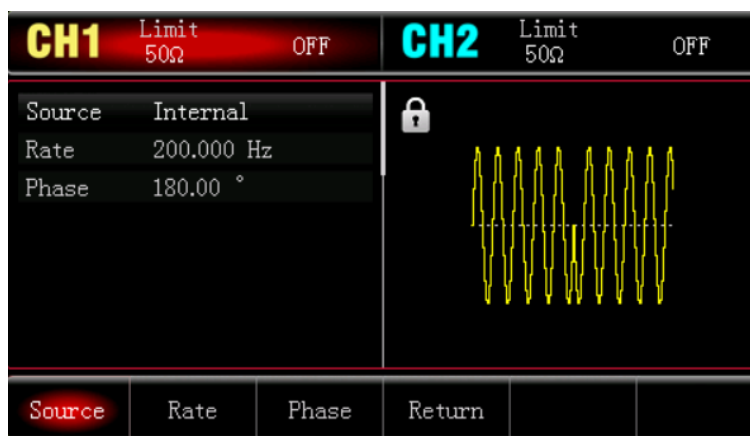 CH1 Limit 50Ω OFF CH2 Limit 50Ω OFF
Source Internal
Rate 200.000 Hz
Phase 180.00 °
Source Rate Phase Return